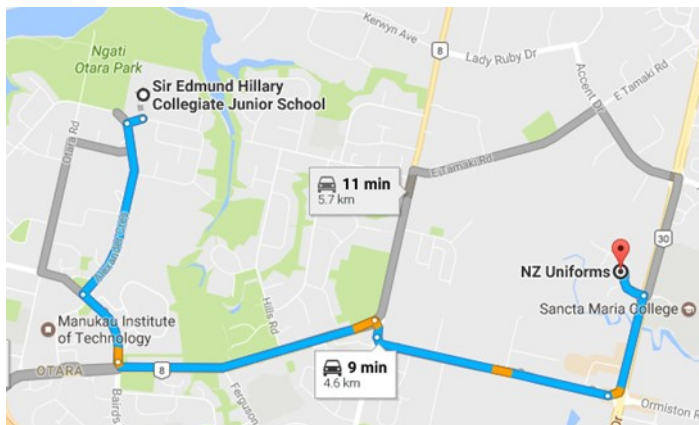 Kerwyn Ave
8
Lady Ruby Dr
Ngati
Otara Park
Sir Edmund Hillary
Collegiate Junior School
Accent Dr
E Tamaki Rd
Otara Rd
E Tamaki Rd
11 min
5.7 km
30
NZ Uniforms
Sancta Maria College
Manukau Institute
of Technology
Hills Rd
9 min
4.6 km
OTARA
8
Bairds
Ferguson
Ormiston R
Dr